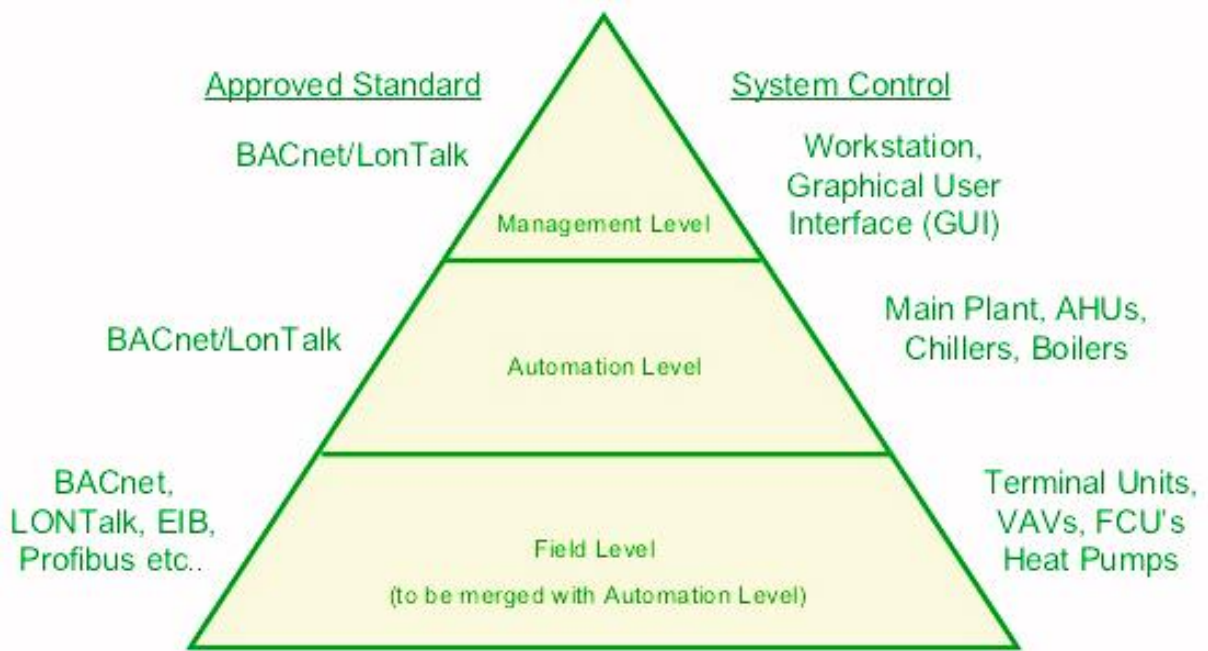 Approved Standard
System Control
BACnet/LonTalk
Workstation,
Graphical User
Interface (GUI)
Management Level
BACnet/LonTalk
Main Plant, AHUs,
Chillers, Boilers
Automation Level
BACnet,
LONTalk, EIB,
Profibus etc..
Terminal Units,
VAVs, FCU's
Heat Pumps
Field Level
(to be merged with Automation Level)